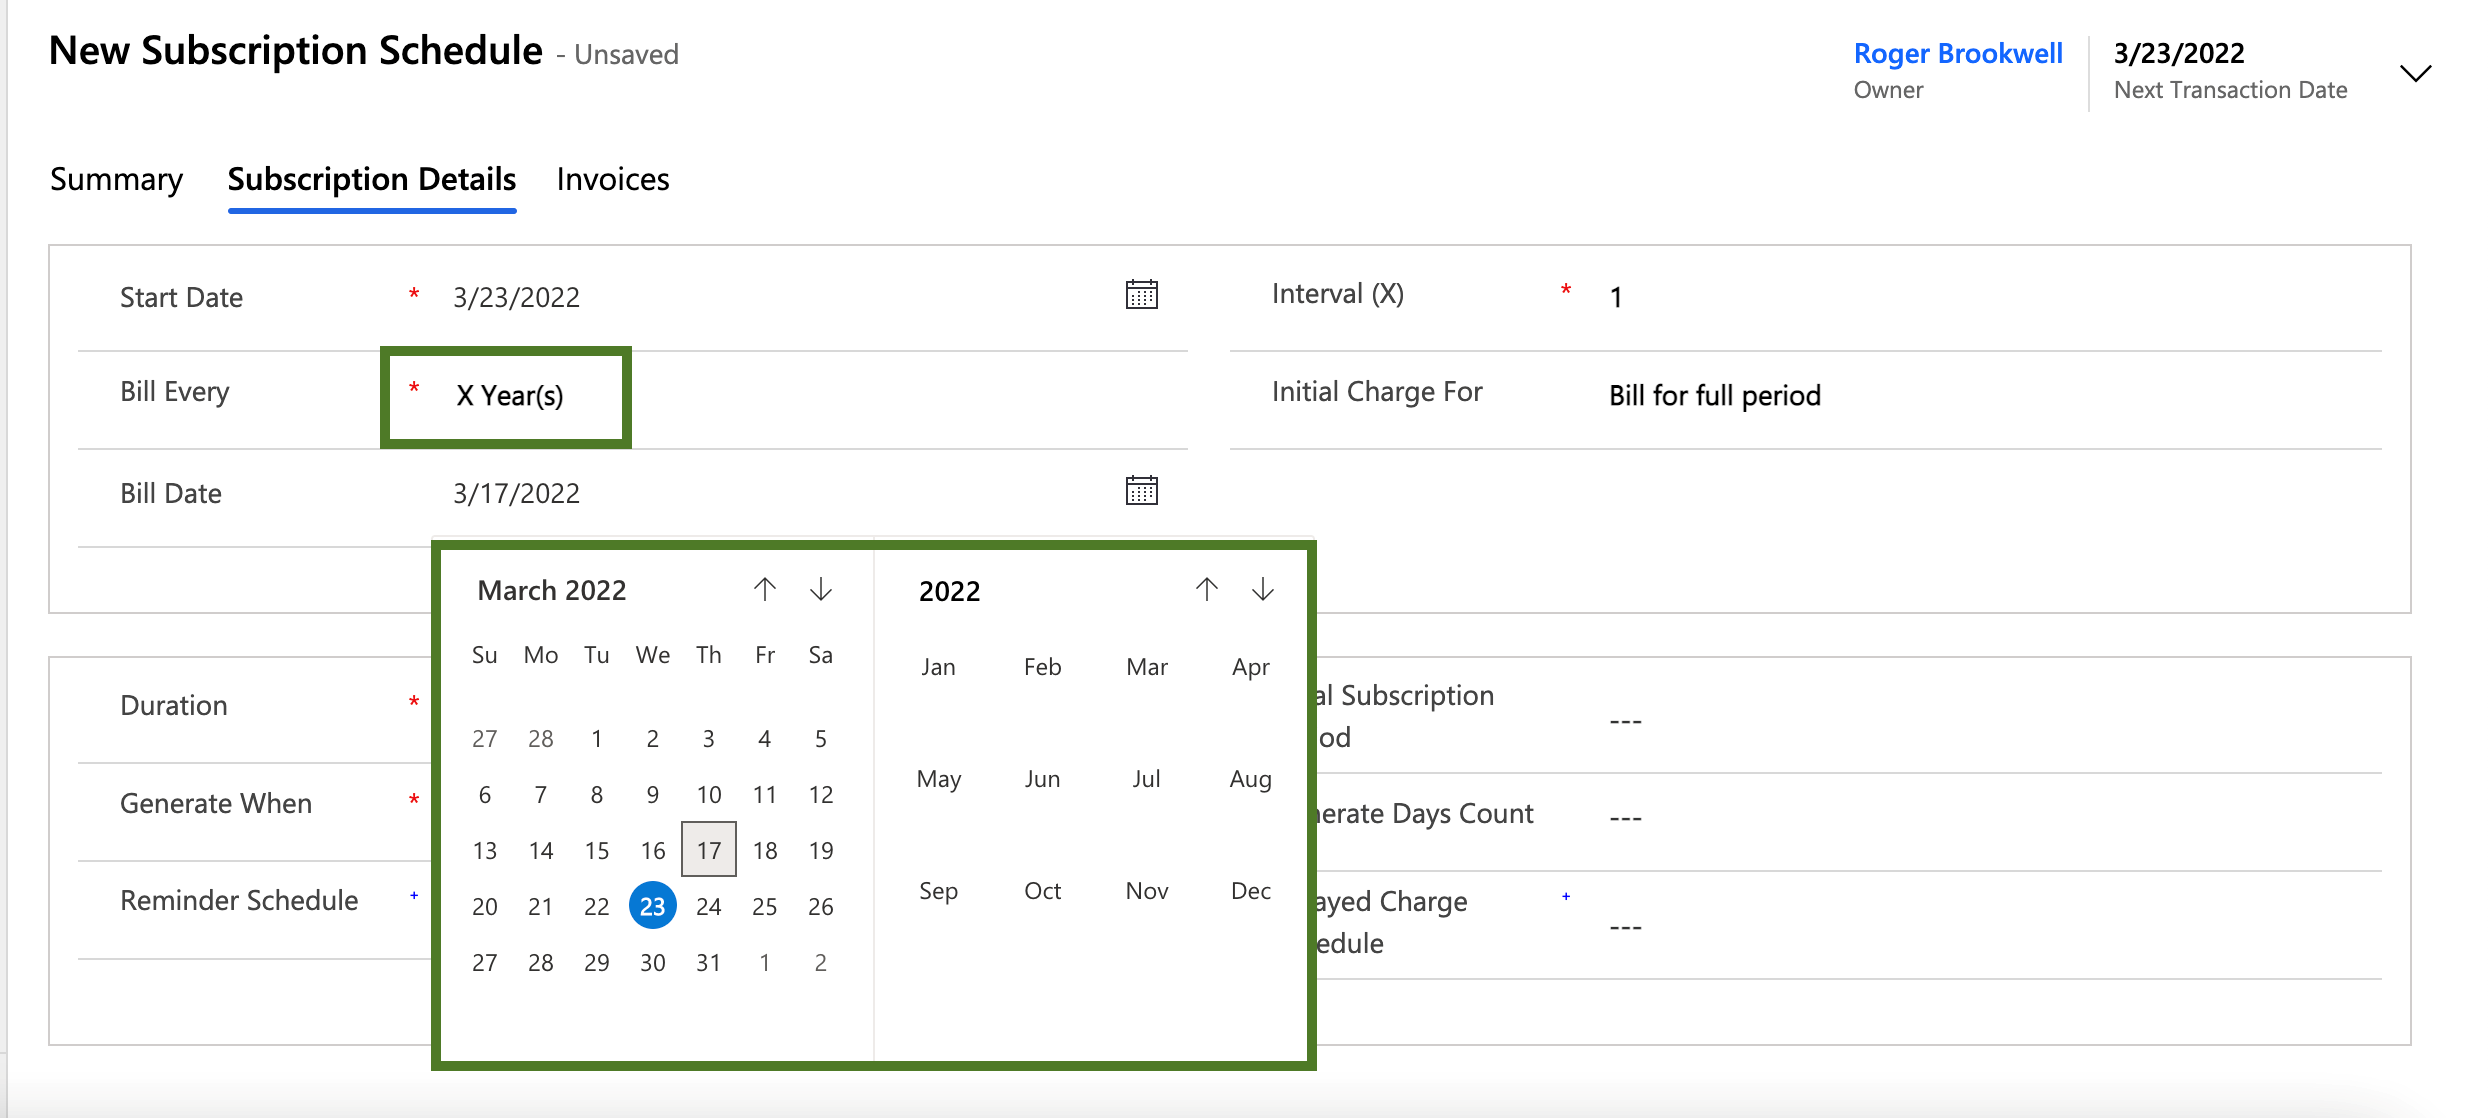 New Subscription Schedule - Unsaved
Roger Brookwell
Owner
3/23/2022
Next Transaction Date
Summary Subscription Details Invoices
Start Date * 3/23/2022
Interval (X) * 1
Bill Every * X Year(s)
Initial Charge For Bill for full period
Bill Date 3/17/2022
March 2022
Su Mo Tu We Th Fr Sa
27 28 1 2 3 4 5
6 7 8 9 10 11 12
13 14 15 16 17 18 19
20 21 22 23 24 25 26
27 28 29 30 31 1 2
2022
Jan Feb Mar Apr
May Jun Jul Aug
Sep Oct Nov Dec
Duration *
al Subscription
od
---
Generate When *
erate Days Count ---
Reminder Schedule +
ayed Charge +
edule
---